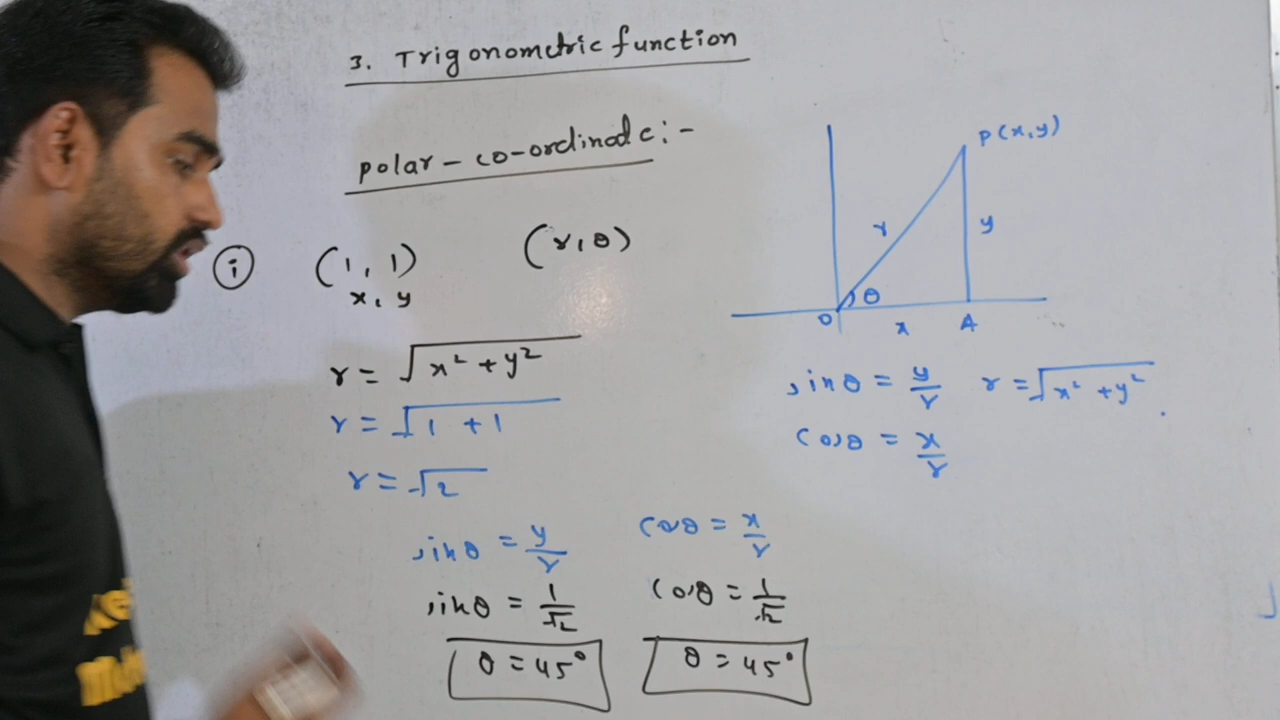 3. Trigonometric function
polar-co-ordinate:-
i (1, 1) (r, θ)
x, y
r = √x² + y²
r = √1 + 1
r = √2
sinθ = y/r cosθ = x/r
sinθ = 1/√2 cosθ = 1/√2
θ = 45° θ = 45°
P(x, y)
r y
θ
O x A
sinθ = y/r r = √x² + y²
cosθ = x/r